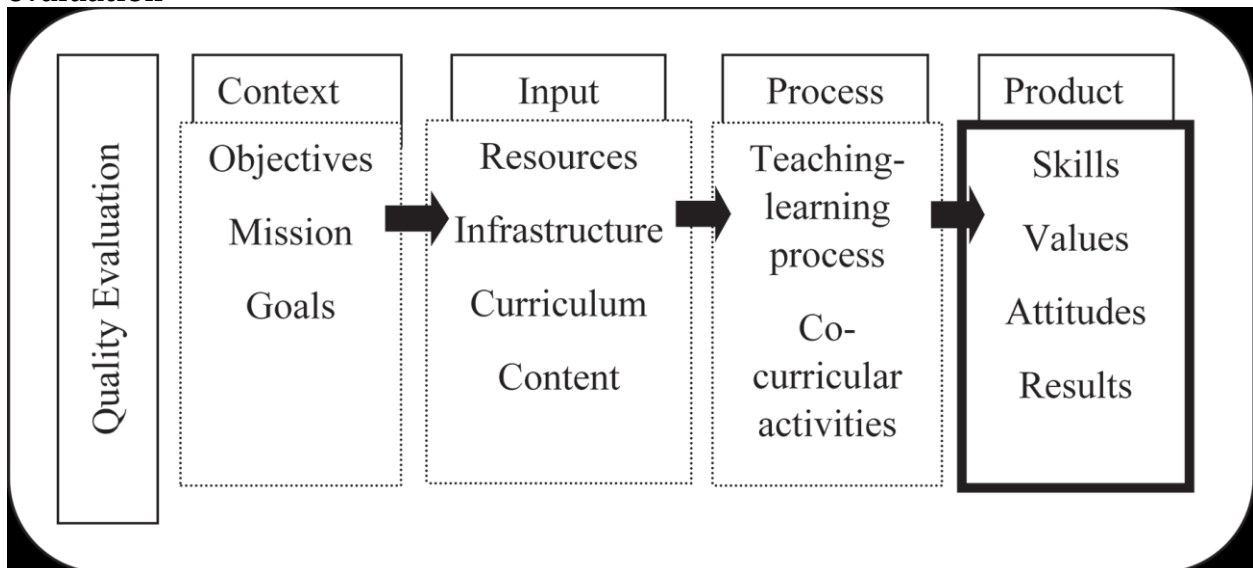 Quality Evaluation
Context
Objectives
Mission
Goals
Input
Resources
Infrastructure
Curriculum
Content
Process
Teaching-
learning
process
Co-
curricular
activities
Product
Skills
Values
Attitudes
Results